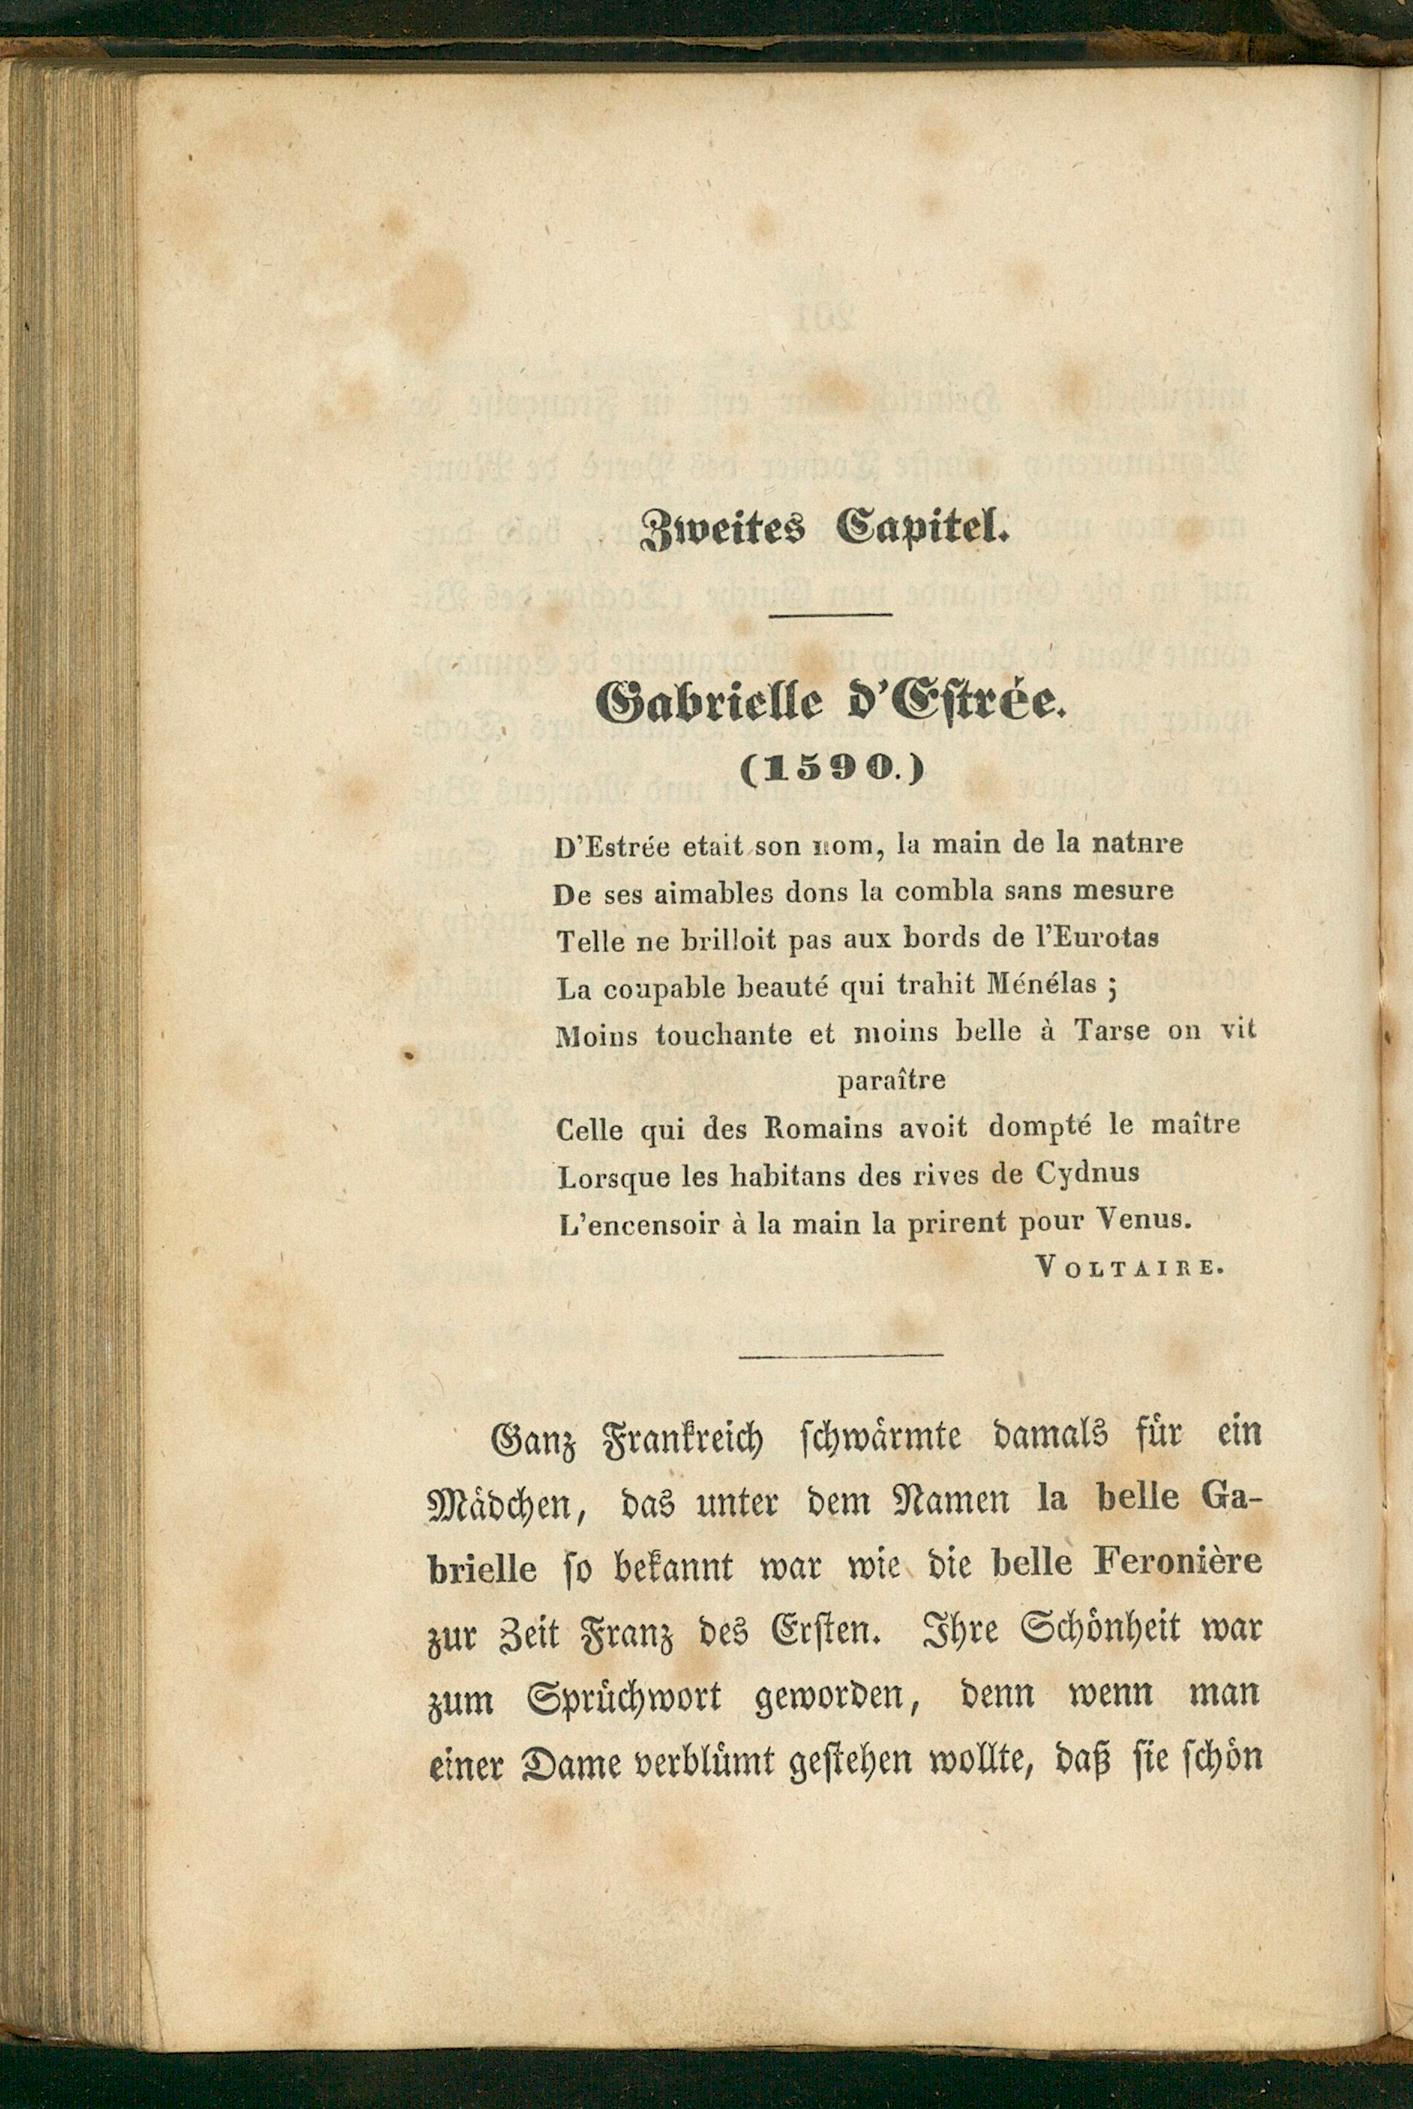 Zweites Capitel.
Gabrielle d'Eſtrée.
(1590.)
D'Estrée etait son nom, la main de la natnre
De ses aimables dons la combla sans mesure
Telle ne brilloit pas aux bords de l'Eurotas
La coupable beauté qui trahit Ménélas ;
Moins touchante et moins belle à Tarse on vit
paraître
Celle qui des Romains avoit dompté le maître
Lorsque les habitans des rives de Cydnus
L'encensoir à la main la prirent pour Venus.
VOLTAIRE.
Ganz Frankreich ſchwärmte damals für ein
Mädchen, das unter dem Namen la belle Ga-
brielle ſo bekannt war wie die belle Feronière
zur Zeit Franz des Erſten. Ihre Schönheit war
zum Sprüchwort geworden, denn wenn man
einer Dame verblümt geſtehen wollte, daß ſie ſchön